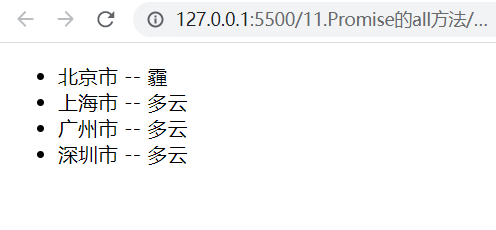 127.0.0.1:5500/11.Promise的all方法/...
北京市 -- 霾
上海市 -- 多云
广州市 -- 多云
深圳市 -- 多云